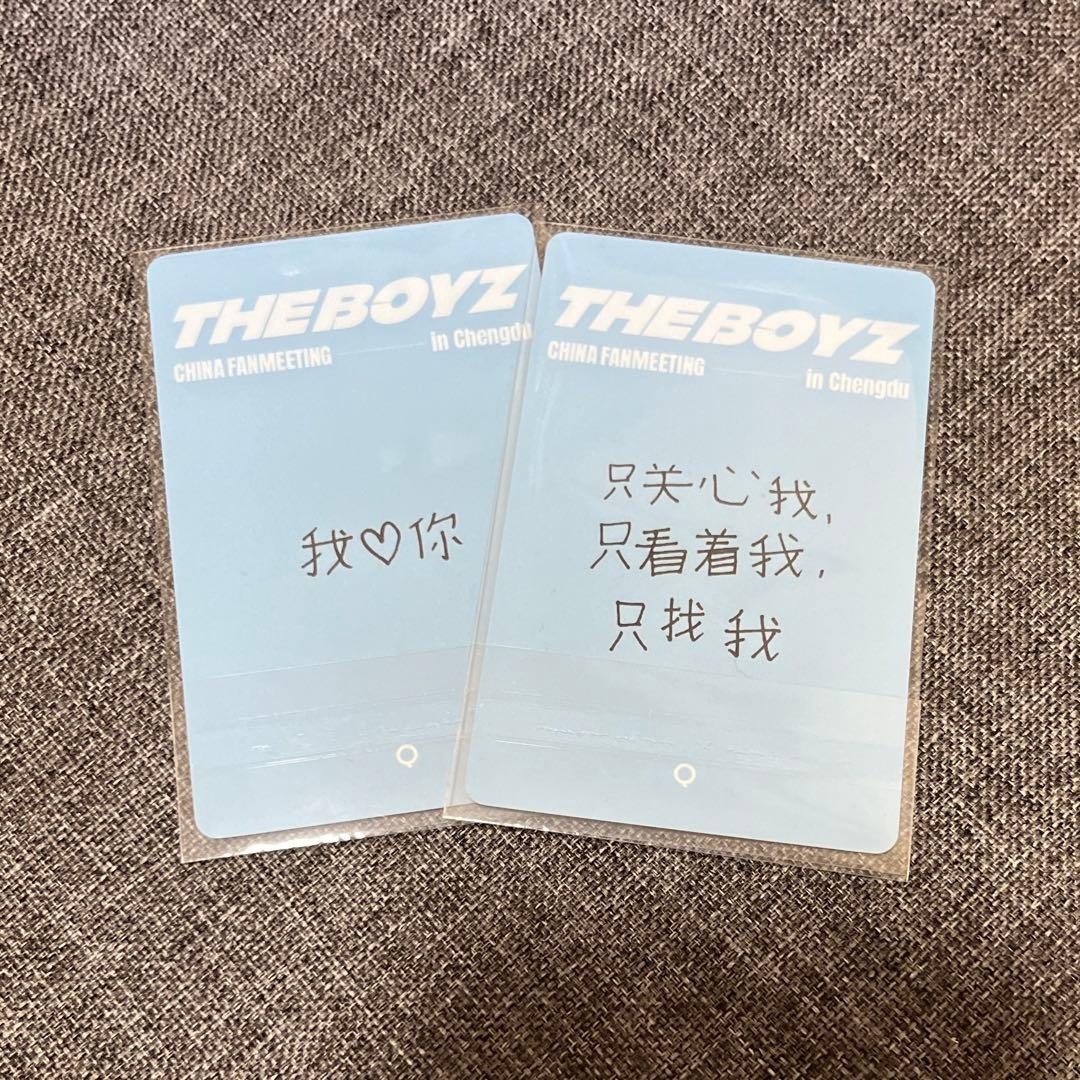 THEBOYZ
CHINA FANMEETING
in Chengdu
我♡你
Q
THEBOYZ
CHINA FANMEETING
in Chengdu
只关心我,
只看着我,
只找我
Q